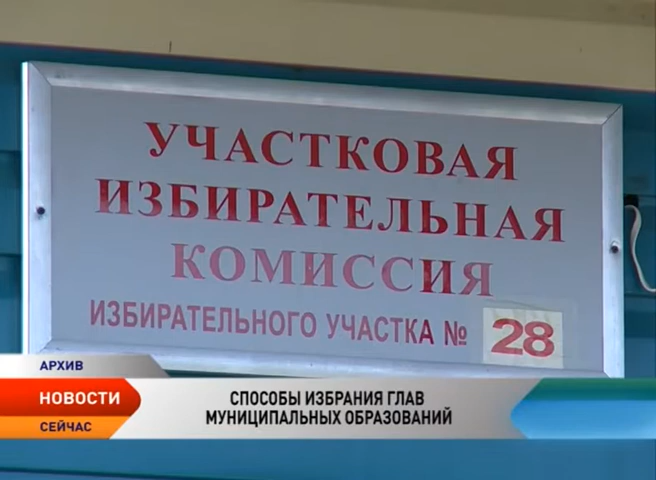 УЧАСТКОВАЯ
ИЗБИРАТЕЛЬНАЯ
КОМИССИЯ
ИЗБИРАТЕЛЬНОГО УЧАСТКА № 28
АРХИВ
НОВОСТИ
СЕЙЧАС
СПОСОБЫ ИЗБРАНИЯ ГЛАВ
МУНИЦИПАЛЬНЫХ ОБРАЗОВАНИЙ